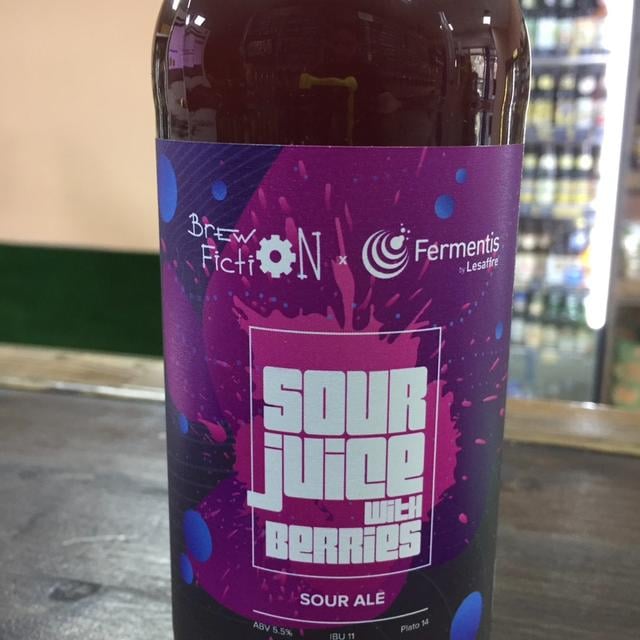 Brew
FictiON x Fermentis
by Lesaffre
SOUR
juice
with
BERRIES
SOUR ALE
ABV 5.5% IBU 11 Plato 14